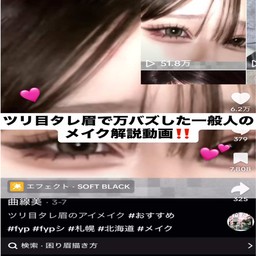 51.8万
6.2万
ツリ目タレ眉で万バズした一般人の
メイク解説動画‼️
379
7,808
エフェクト · SOFT BLACK
325
曲線美 · 3-7
ツリ目タレ眉のアイメイク #おすすめ
#fyp #fypシ #札幌 #北海道 #メイク
検索 · 困り眉描き方